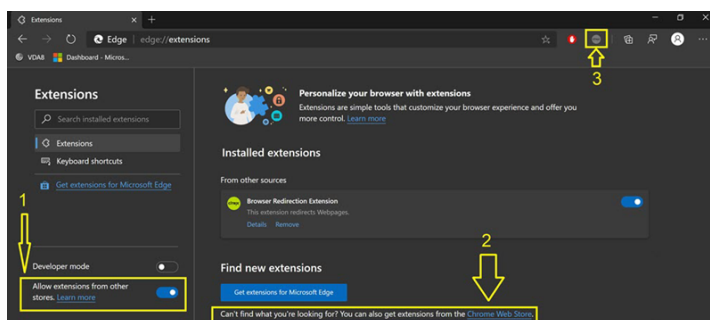 Extensions
Edge | edge://extensions
VDA8
Dashboard - Micros...
3
Extensions
Search installed extensions
Extensions
Keyboard shortcuts
Get extensions for Microsoft Edge
1
Developer mode
Allow extensions from other
stores. Learn more
Personalize your browser with extensions
Extensions are simple tools that customize your browser experience and offer you
more control. Learn more
Installed extensions
From other sources
citrix
Browser Redirection Extension
This extension redirects Webpages.
Details Remove
2
Find new extensions
Get extensions for Microsoft Edge
Can't find what you're looking for? You can also get extensions from the Chrome Web Store.